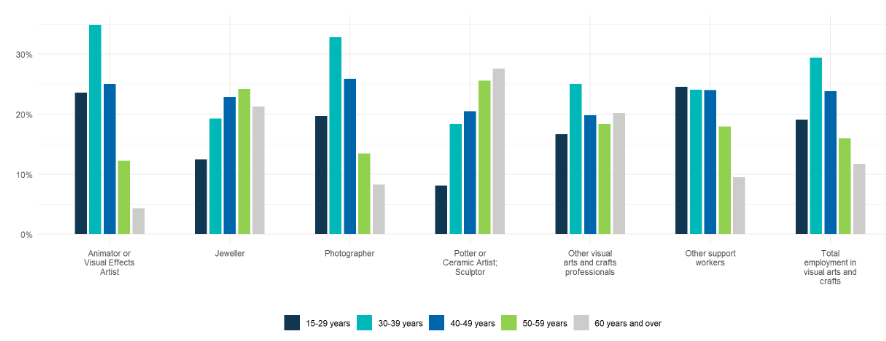 30%
20%
10%
0%
Animator or
Visual Effects
Artist
Jeweller
Photographer
Potter or
Ceramic Artist;
Sculptor
Other visual
arts and crafts
professionals
Other support
workers
Total
employment in
visual arts and
crafts
15-29 years
30-39 years
40-49 years
50-59 years
60 years and over